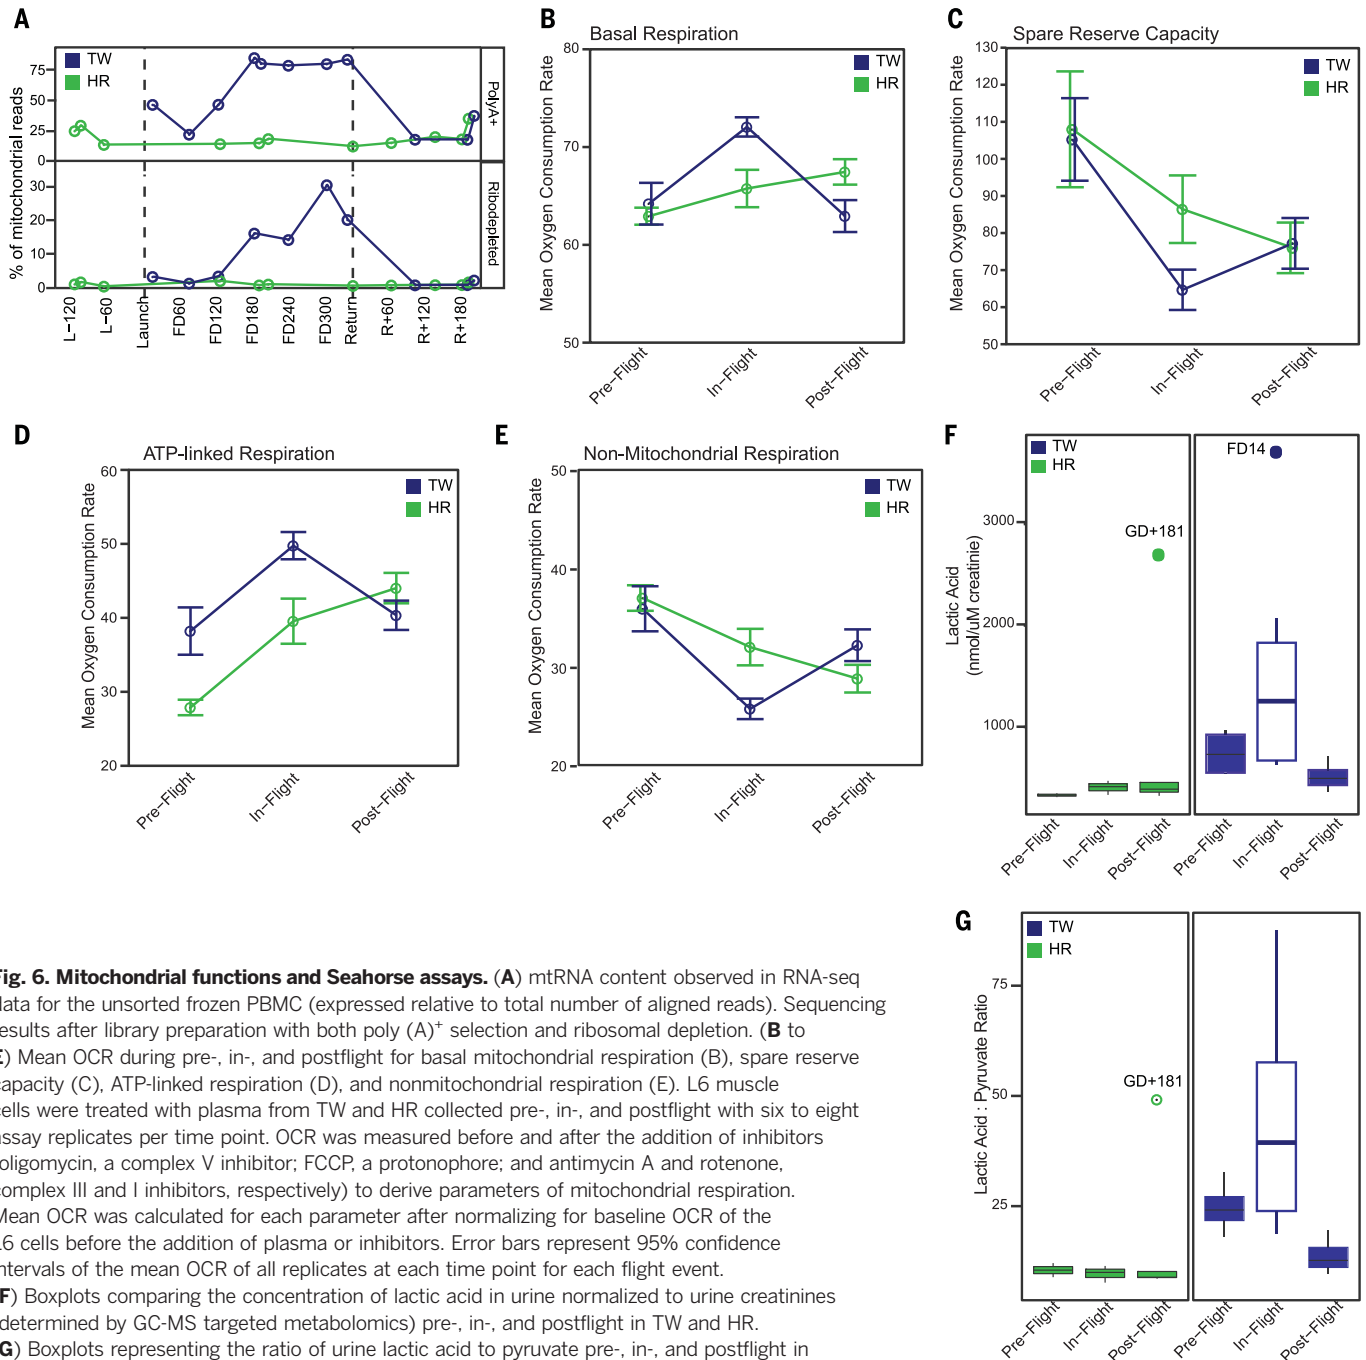 A
TW
HR
75
50
25
0
PolyA+
30
20
10
0
Ribodepleted
% of mitochondrial reads
L−120
L−60
Launch
FD60
FD120
FD180
FD240
FD300
Return
R+60
R+120
R+180
B
Basal Respiration
80
70
60
50
Mean Oxygen Consumption Rate
TW
HR
Pre−Flight
In−Flight
Post−Flight
C
Spare Reserve Capacity
130
120
110
100
90
80
70
60
50
Mean Oxygen Consumption Rate
TW
HR
Pre−Flight
In−Flight
Post−Flight
D
ATP-linked Respiration
60
50
40
30
20
Mean Oxygen Consumption Rate
TW
HR
Pre−Flight
In−Flight
Post−Flight
E
Non-Mitochondrial Respiration
50
40
30
20
Mean Oxygen Consumption Rate
TW
HR
Pre−Flight
In−Flight
Post−Flight
F
TW
HR
3000
2000
1000
Lactic Acid
(nmol/uM creatinie)
GD+181
FD14
Pre−Flight
In−Flight
Post−Flight
Pre−Flight
In−Flight
Post−Flight
G
TW
HR
75
50
25
Lactic Acid : Pyruvate Ratio
GD+181
Pre−Flight
In−Flight
Post−Flight
Pre−Flight
In−Flight
Post−Flight
Fig. 6. Mitochondrial functions and Seahorse assays. (A) mtRNA content observed in RNA-seq
data for the unsorted frozen PBMC (expressed relative to total number of aligned reads). Sequencing
results after library preparation with both poly (A)+ selection and ribosomal depletion. (B to
E) Mean OCR during pre-, in-, and postflight for basal mitochondrial respiration (B), spare reserve
capacity (C), ATP-linked respiration (D), and nonmitochondrial respiration (E). L6 muscle
cells were treated with plasma from TW and HR collected pre-, in-, and postflight with six to eight
assay replicates per time point. OCR was measured before and after the addition of inhibitors
oligomycin, a complex V inhibitor; FCCP, a protonophore; and antimycin A and rotenone,
complex III and I inhibitors, respectively) to derive parameters of mitochondrial respiration.
Mean OCR was calculated for each parameter after normalizing for baseline OCR of the
L6 cells before the addition of plasma or inhibitors. Error bars represent 95% confidence
intervals of the mean OCR of all replicates at each time point for each flight event.
(F) Boxplots comparing the concentration of lactic acid in urine normalized to urine creatinines
(determined by GC-MS targeted metabolomics) pre-, in-, and postflight in TW and HR.
(G) Boxplots representing the ratio of urine lactic acid to pyruvate pre-, in-, and postflight in